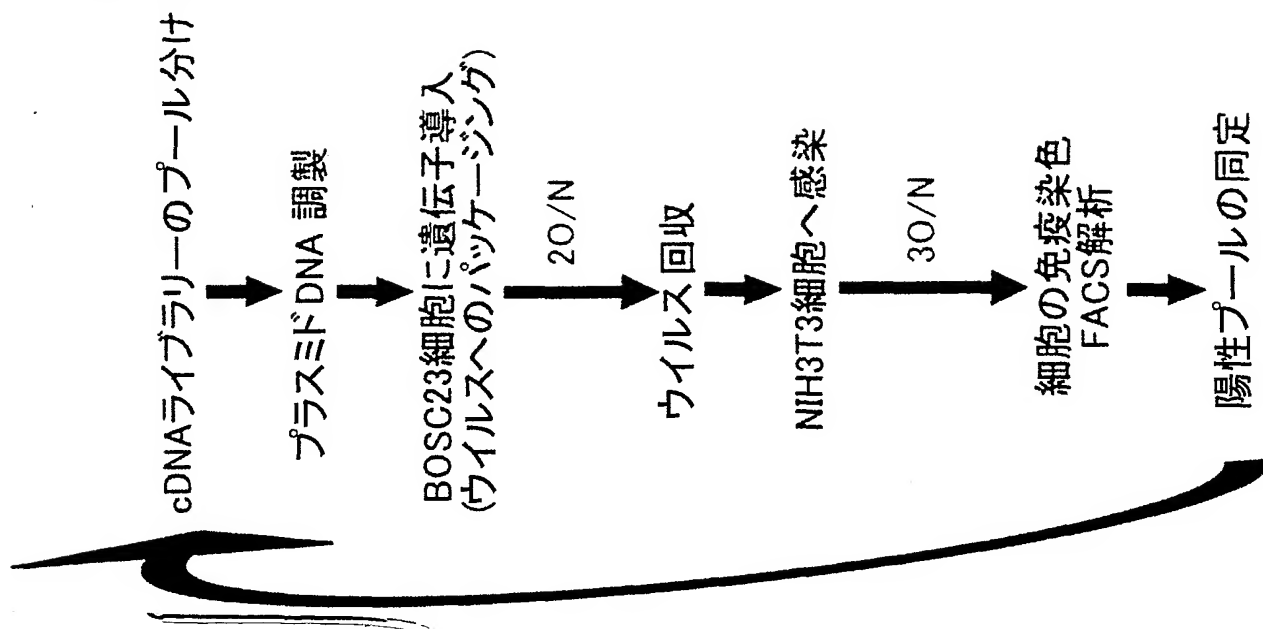 cDNAライブラリーのプール分け
プラスミドDNA 調製
BOSC23細胞に遺伝子導入
(ウイルスへのパッケージング)
2O/N
ウイルス回収
NIH3T3細胞へ感染
3O/N
細胞の免疫染色
FACS解析
陽性プールの同定